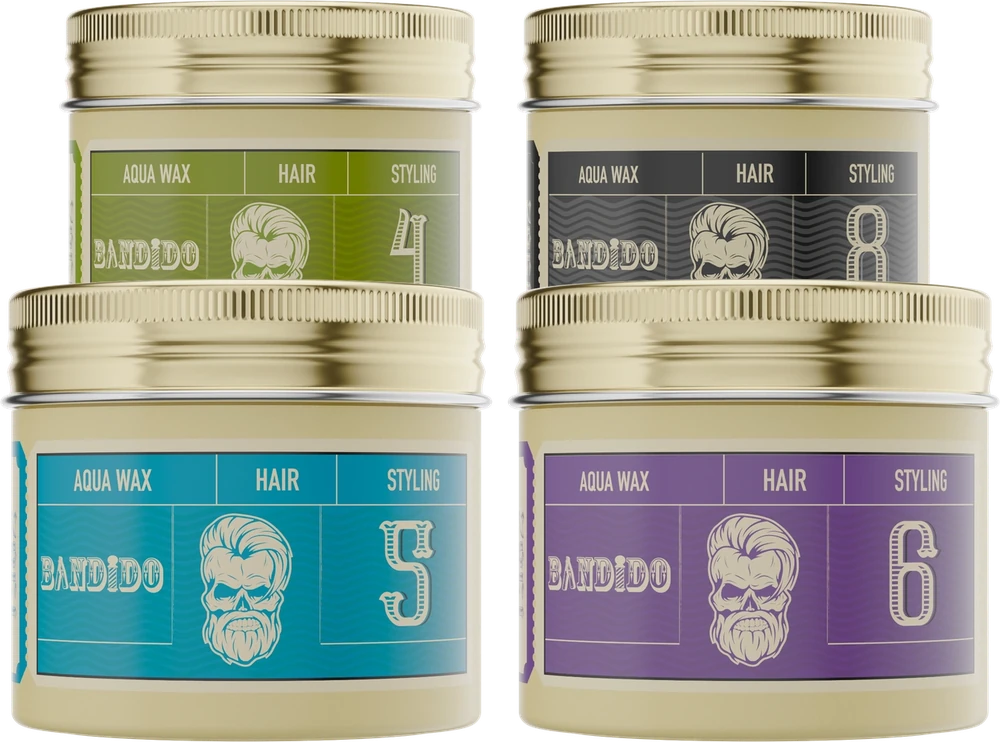 AQUA WAX HAIR STYLING
BANDIDO 4
AQUA WAX HAIR STYLING
BANDIDO 8
AQUA WAX HAIR STYLING
BANDIDO 5
AQUA WAX HAIR STYLING
BANDIDO 6